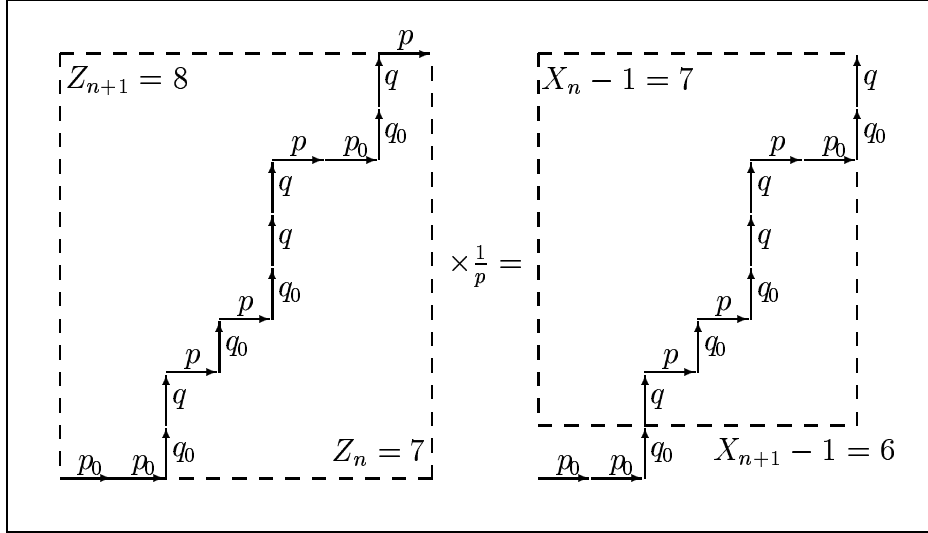 p
Z_{n+1} = 8
q
q_0
p p_0
q
q
q_0
p
q_0
p
q
q_0
p_0 p_0
Z_n = 7
× 1/p =
X_n − 1 = 7
q
q_0
p p_0
q
q
q_0
p
q_0
p
q
q_0
p_0 p_0
X_{n+1} − 1 = 6